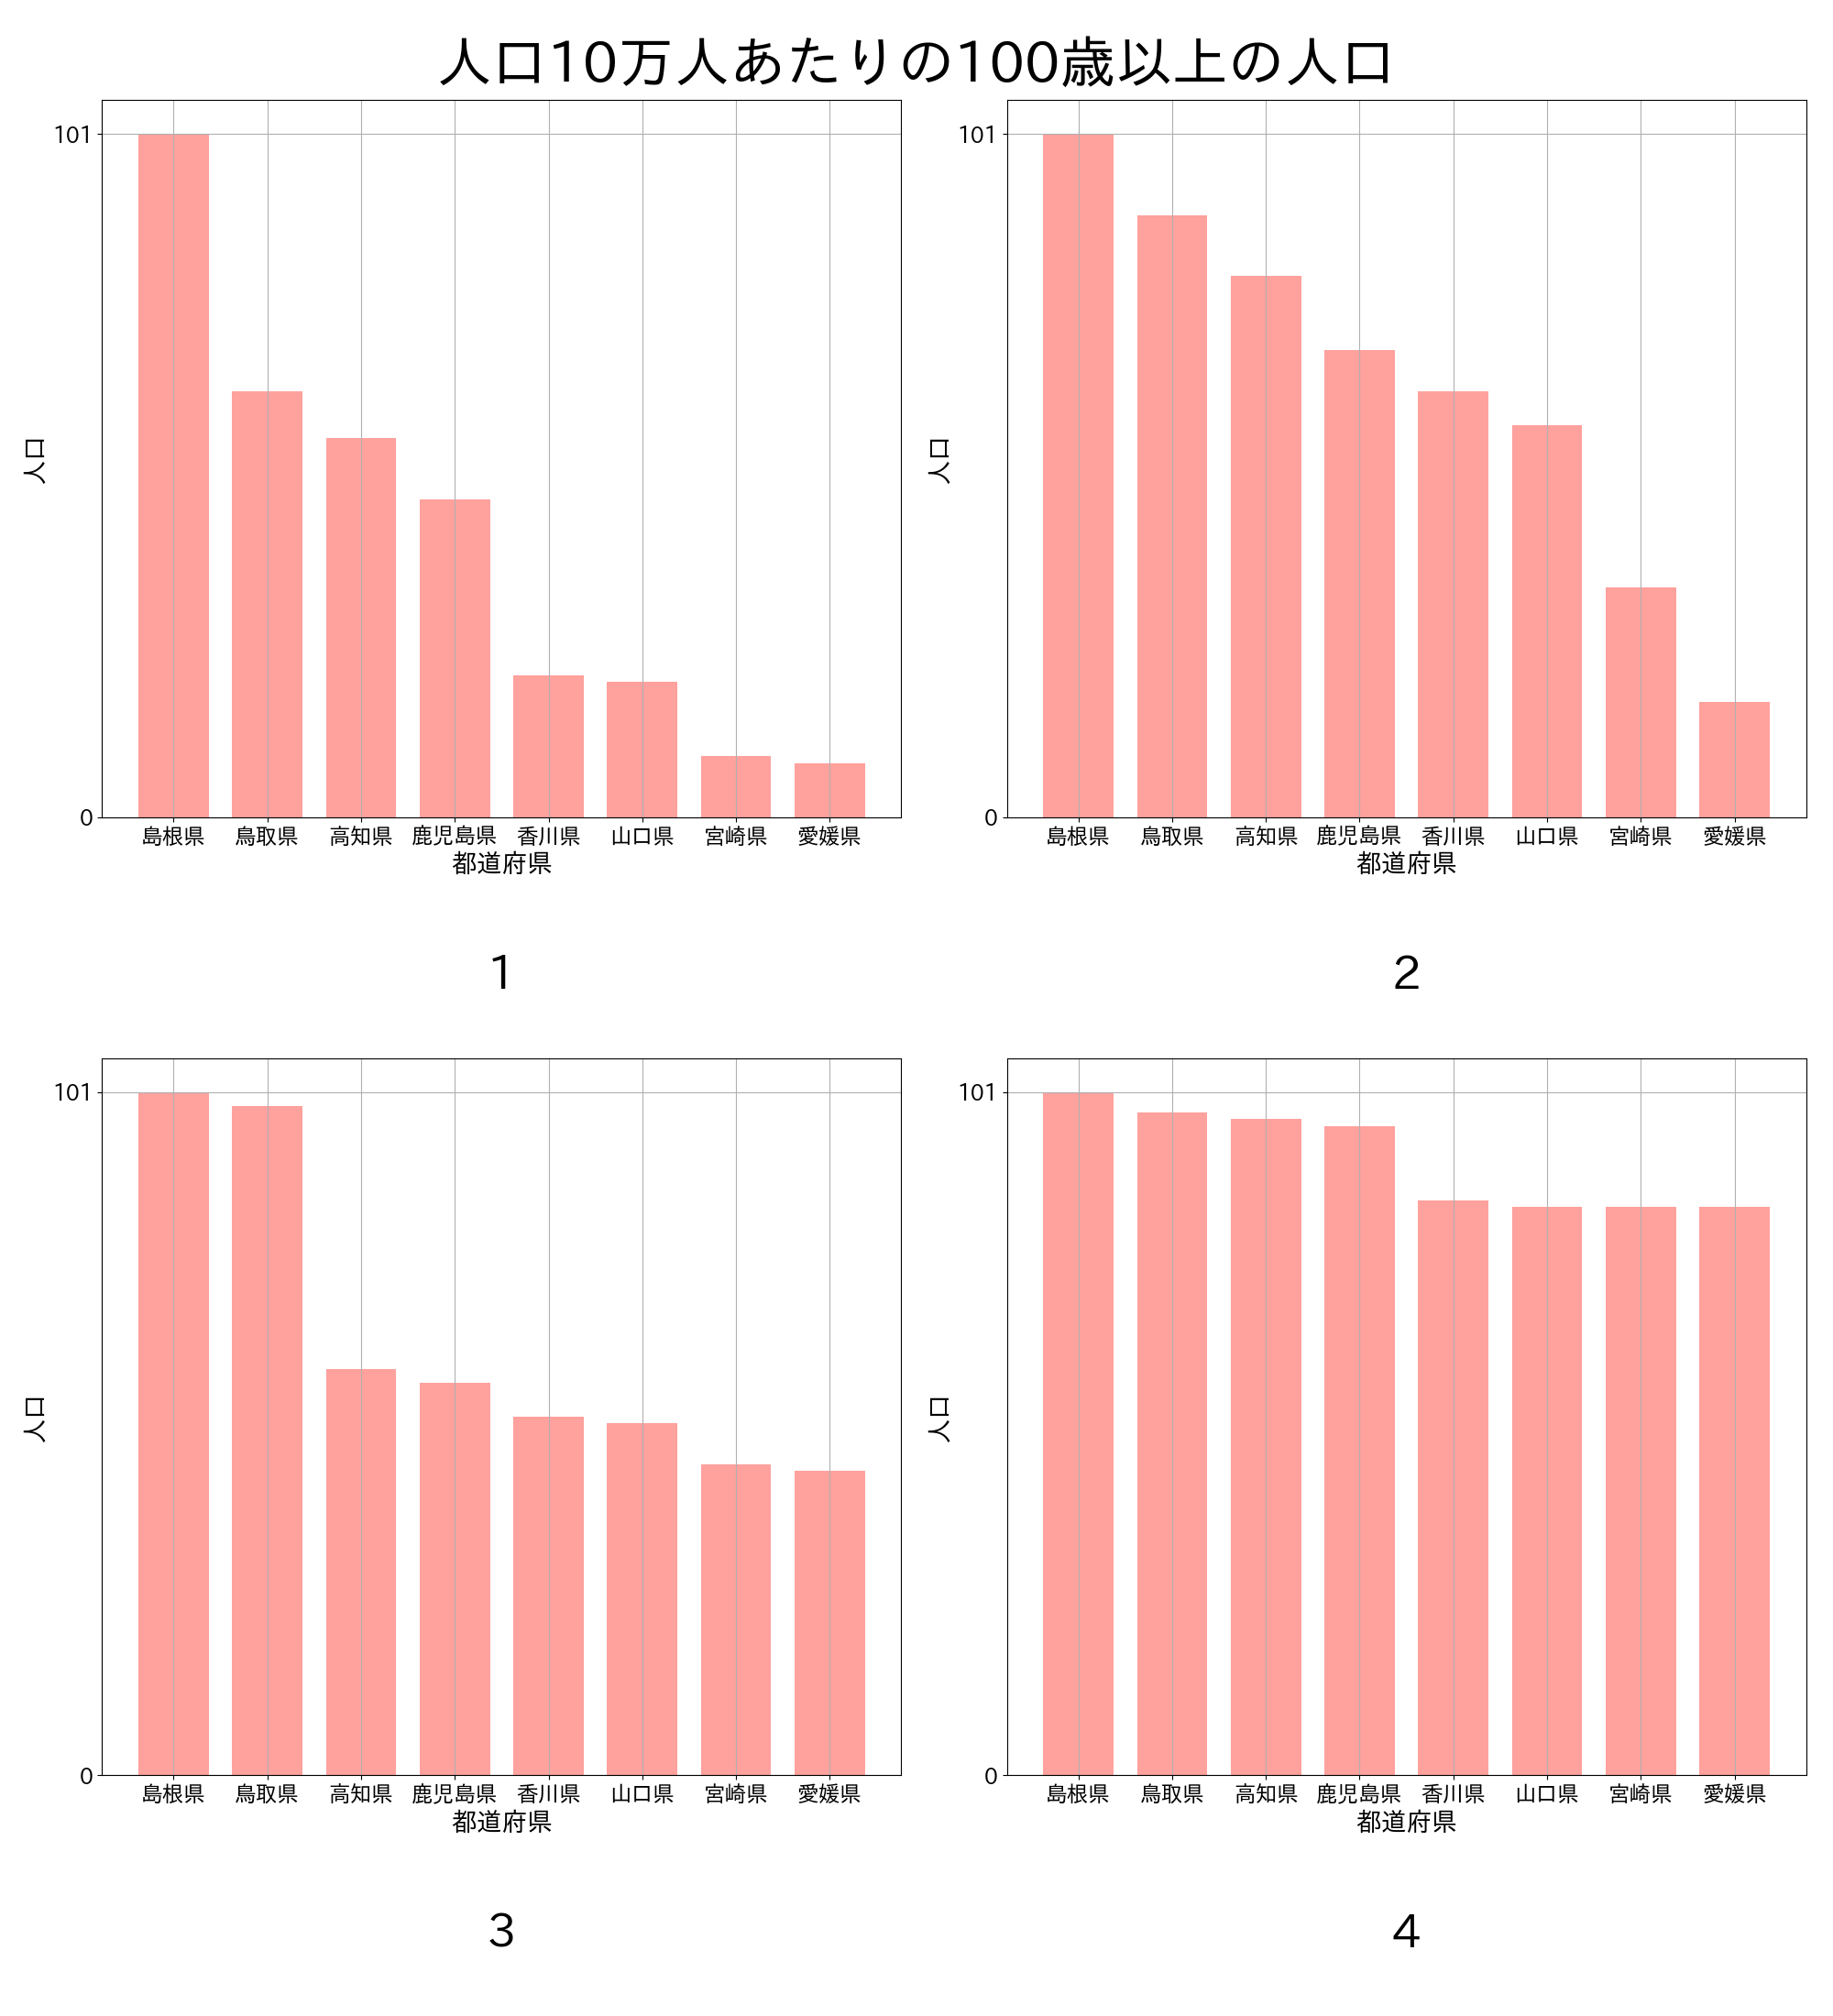 人口10万人あたりの100歳以上の人口
101
0
人口
島根県 鳥取県 高知県 鹿児島県 香川県 山口県 宮崎県 愛媛県
都道府県
1
101
0
人口
島根県 鳥取県 高知県 鹿児島県 香川県 山口県 宮崎県 愛媛県
都道府県
2
101
0
人口
島根県 鳥取県 高知県 鹿児島県 香川県 山口県 宮崎県 愛媛県
都道府県
3
101
0
人口
島根県 鳥取県 高知県 鹿児島県 香川県 山口県 宮崎県 愛媛県
都道府県
4